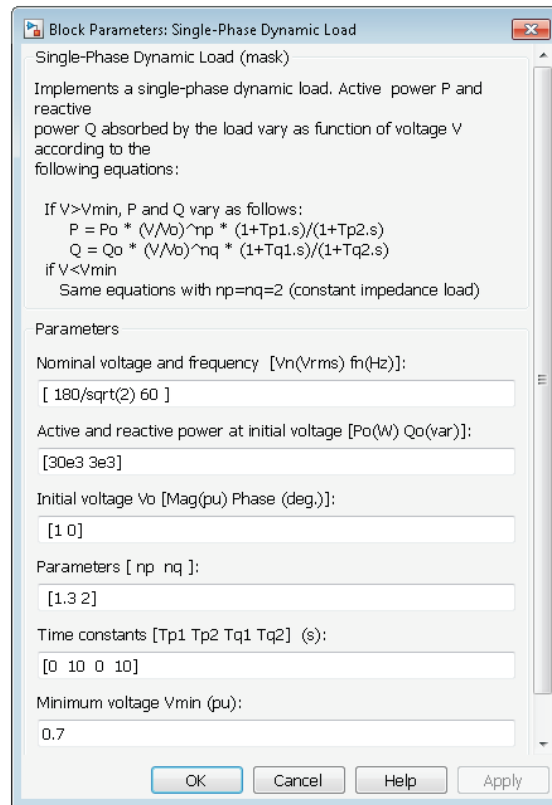 Block Parameters: Single-Phase Dynamic Load
Single-Phase Dynamic Load (mask)
Implements a single-phase dynamic load. Active power P and
reactive
power Q absorbed by the load vary as function of voltage V
according to the
following equations:
If V>Vmin, P and Q vary as follows:
P = Po * (V/Vo)^np * (1+Tp1.s)/(1+Tp2.s)
Q = Qo * (V/Vo)^nq * (1+Tq1.s)/(1+Tq2.s)
if V<Vmin
Same equations with np=nq=2 (constant impedance load)
Parameters
Nominal voltage and frequency [Vn(Vrms) fn(Hz)]:
[ 180/sqrt(2) 60 ]
Active and reactive power at initial voltage [Po(W) Qo(var)]:
[30e3 3e3]
Initial voltage Vo [Mag(pu) Phase (deg.)]:
[1 0]
Parameters [ np nq ]:
[1.3 2]
Time constants [Tp1 Tp2 Tq1 Tq2] (s):
[0 10 0 10]
Minimum voltage Vmin (pu):
0.7
OK Cancel Help Apply